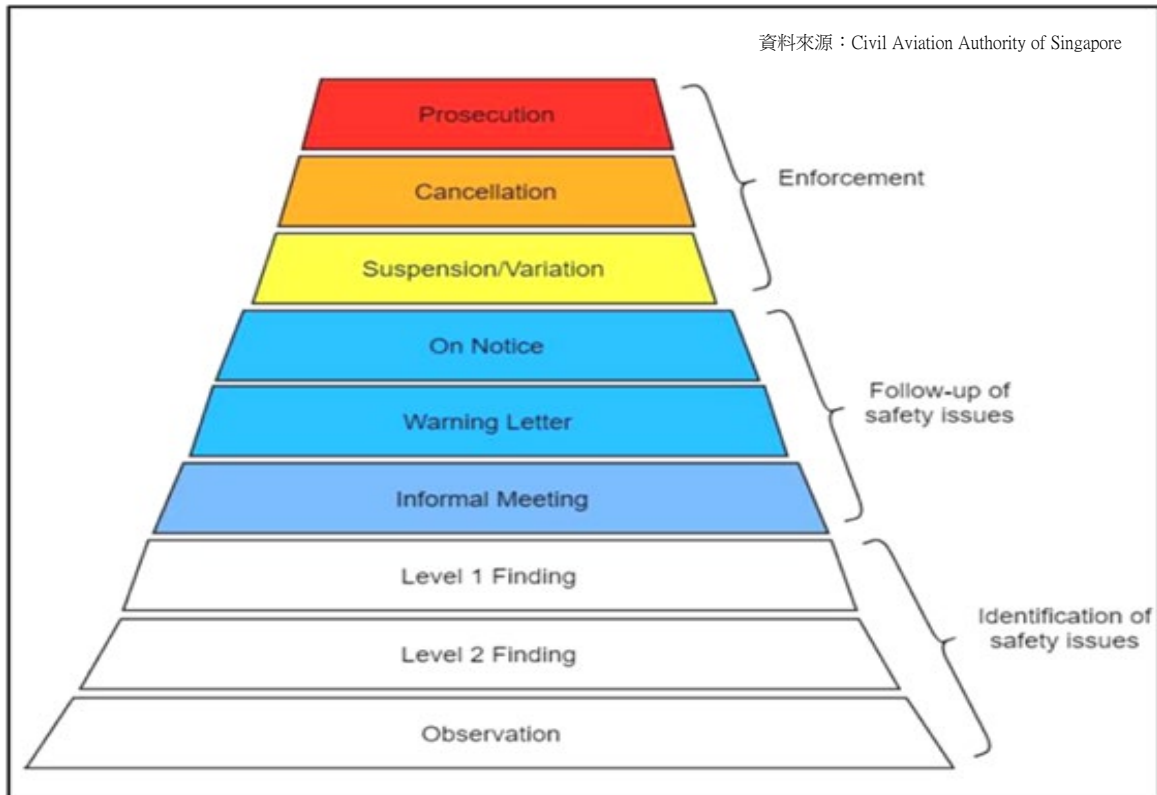 資料來源：Civil Aviation Authority of Singapore
Prosecution
Cancellation
Suspension/Variation
Enforcement
On Notice
Warning Letter
Informal Meeting
Follow-up of
safety issues
Level 1 Finding
Level 2 Finding
Observation
Identification of
safety issues